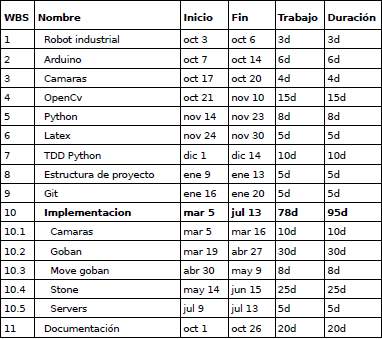 WBS Nombre Inicio Fin Trabajo Duración
1 Robot industrial oct 3 oct 6 3d 3d
2 Arduino oct 7 oct 14 6d 6d
3 Camaras oct 17 oct 20 4d 4d
4 OpenCv oct 21 nov 10 15d 15d
5 Python nov 14 nov 23 8d 8d
6 Latex nov 24 nov 30 5d 5d
7 TDD Python dic 1 dic 14 10d 10d
8 Estructura de proyecto ene 9 ene 13 5d 5d
9 Git ene 16 ene 20 5d 5d
10 Implementacion mar 5 jul 13 78d 95d
10.1 Camaras mar 5 mar 16 10d 10d
10.2 Goban mar 19 abr 27 30d 30d
10.3 Move goban abr 30 may 9 8d 8d
10.4 Stone may 14 jun 15 25d 25d
10.5 Servers jul 9 jul 13 5d 5d
11 Documentación oct 1 oct 26 20d 20d